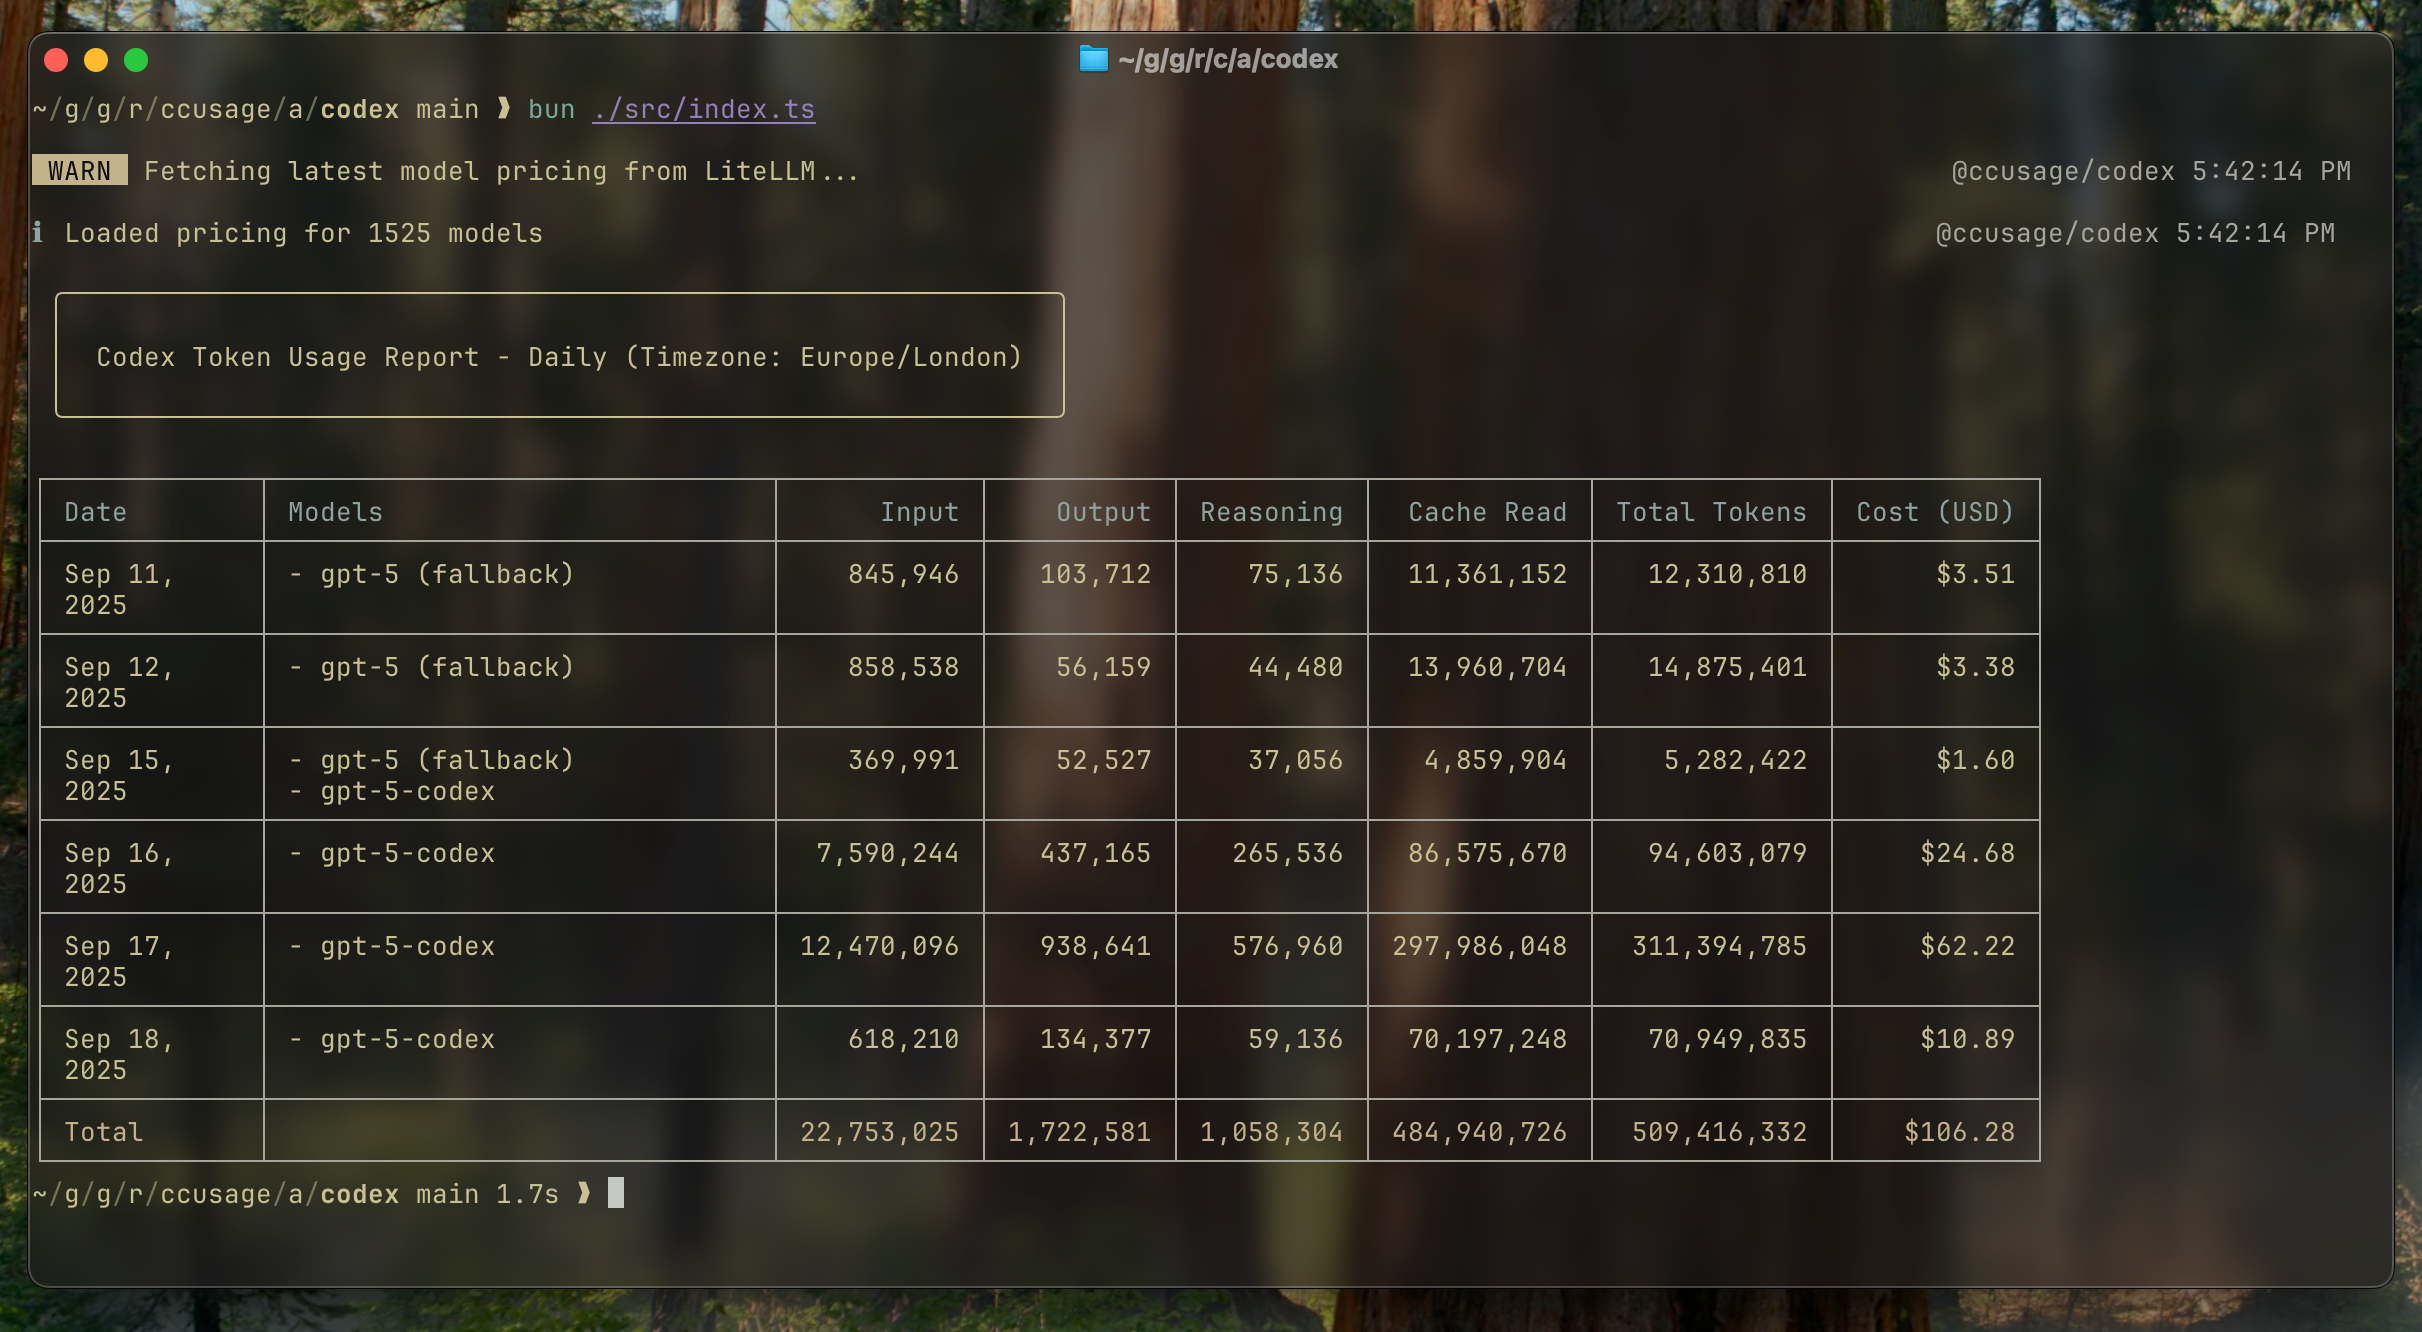 ~/g/g/r/c/a/codex
~/g/g/r/ccusage/a/codex main ❱ bun ./src/index.ts
WARN Fetching latest model pricing from LiteLLM... @ccusage/codex 5:42:14 PM
ℹ Loaded pricing for 1525 models @ccusage/codex 5:42:14 PM
Codex Token Usage Report - Daily (Timezone: Europe/London)
Date Models Input Output Reasoning Cache Read Total Tokens Cost (USD)
Sep 11, - gpt-5 (fallback) 845,946 103,712 75,136 11,361,152 12,310,810 $3.51
2025
Sep 12, - gpt-5 (fallback) 858,538 56,159 44,480 13,960,704 14,875,401 $3.38
2025
Sep 15, - gpt-5 (fallback) 369,991 52,527 37,056 4,859,904 5,282,422 $1.60
2025 - gpt-5-codex
Sep 16, - gpt-5-codex 7,590,244 437,165 265,536 86,575,670 94,603,079 $24.68
2025
Sep 17, - gpt-5-codex 12,470,096 938,641 576,960 297,986,048 311,394,785 $62.22
2025
Sep 18, - gpt-5-codex 618,210 134,377 59,136 70,197,248 70,949,835 $10.89
2025
Total 22,753,025 1,722,581 1,058,304 484,940,726 509,416,332 $106.28
~/g/g/r/ccusage/a/codex main 1.7s ❱